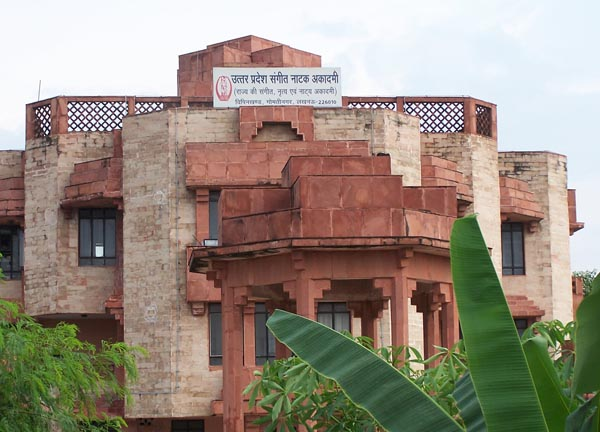 उत्तर प्रदेश संगीत नाटक अकादमी
(राज्य की संगीत, नृत्य एवं नाट्य अकादमी)
विपिनखण्ड, गोमतीनगर, लखनऊ-226010